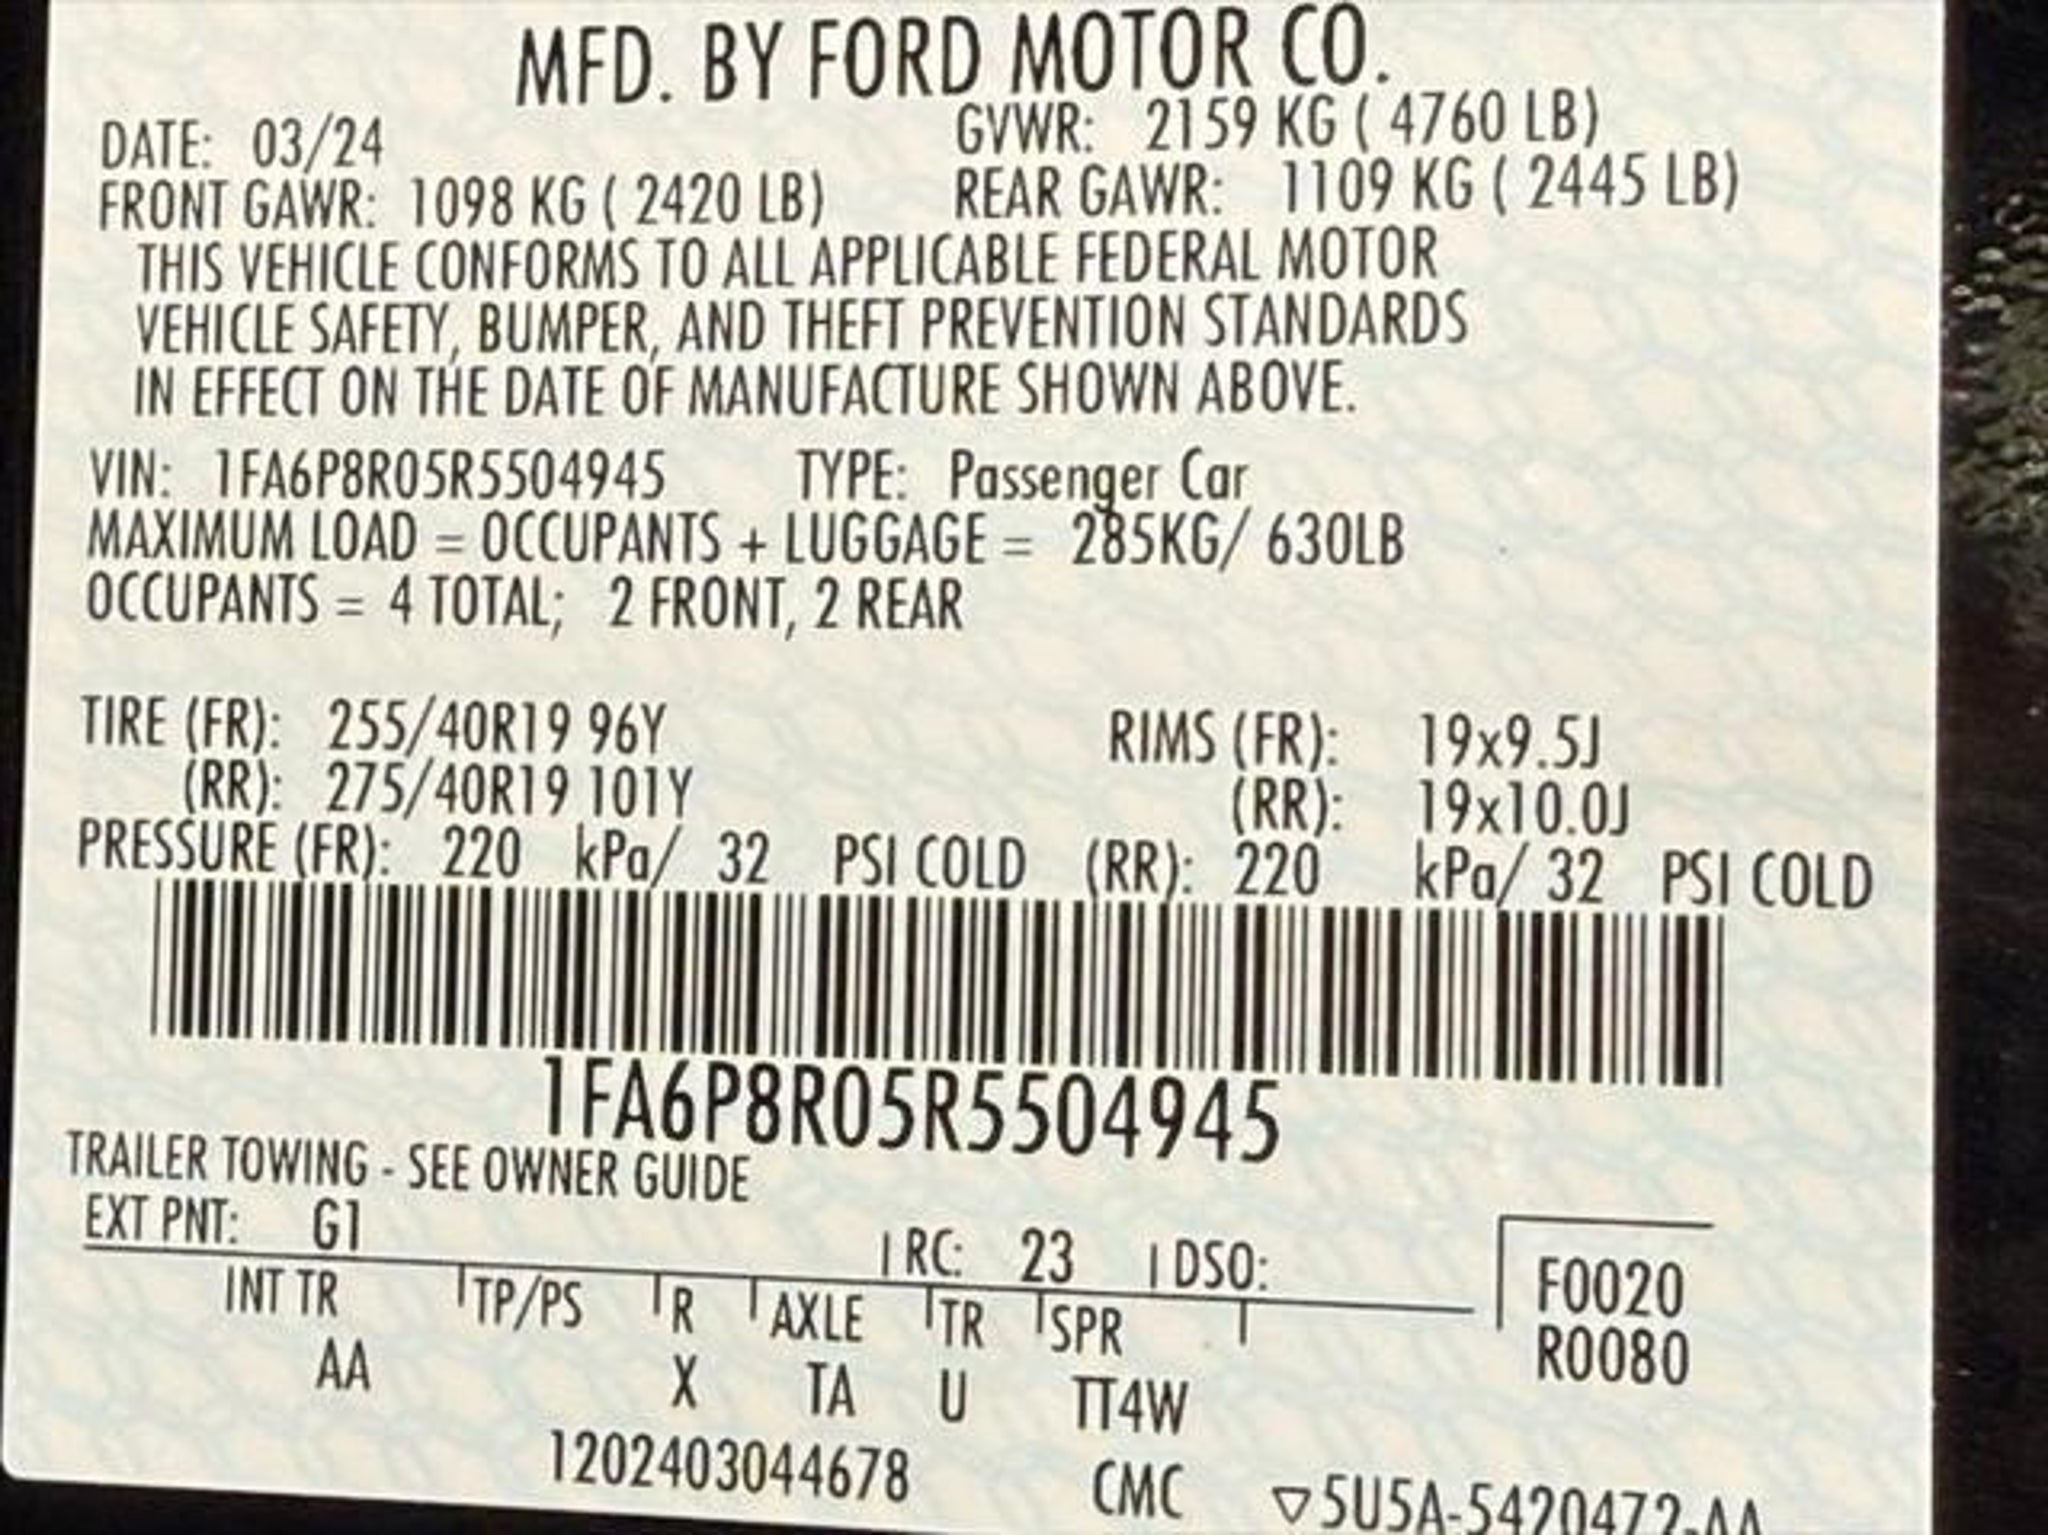 MFD. BY FORD MOTOR CO.
DATE: 03/24 GVWR: 2159 KG ( 4760 LB)
FRONT GAWR: 1098 KG ( 2420 LB) REAR GAWR: 1109 KG ( 2445 LB)
THIS VEHICLE CONFORMS TO ALL APPLICABLE FEDERAL MOTOR
VEHICLE SAFETY, BUMPER, AND THEFT PREVENTION STANDARDS
IN EFFECT ON THE DATE OF MANUFACTURE SHOWN ABOVE.
VIN: 1FA6P8R05R5504945 TYPE: Passenger Car
MAXIMUM LOAD = OCCUPANTS + LUGGAGE = 285KG/ 630LB
OCCUPANTS = 4 TOTAL; 2 FRONT, 2 REAR
TIRE (FR): 255/40R19 96Y RIMS (FR): 19x9.5J
(RR): 275/40R19 101Y (RR): 19x10.0J
PRESSURE (FR): 220 kPa/ 32 PSI COLD (RR): 220 kPa/ 32 PSI COLD
1FA6P8R05R5504945
TRAILER TOWING - SEE OWNER GUIDE
EXT PNT: G1 RC: 23 DSO:
INT TR TP/PS R AXLE TR SPR F0020
AA X TA U TT4W R0080
1202403044678 CMC ▽5U5A-5420472-AA